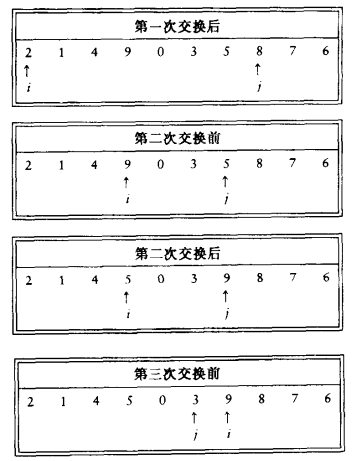 第一次交换后
2 1 4 9 0 3 5 8 7 6
↑ ↑
i j
第二次交换前
2 1 4 9 0 3 5 8 7 6
↑ ↑
i j
第二次交换后
2 1 4 5 0 3 9 8 7 6
↑ ↑
i j
第三次交换前
2 1 4 5 0 3 9 8 7 6
↑ ↑
j i